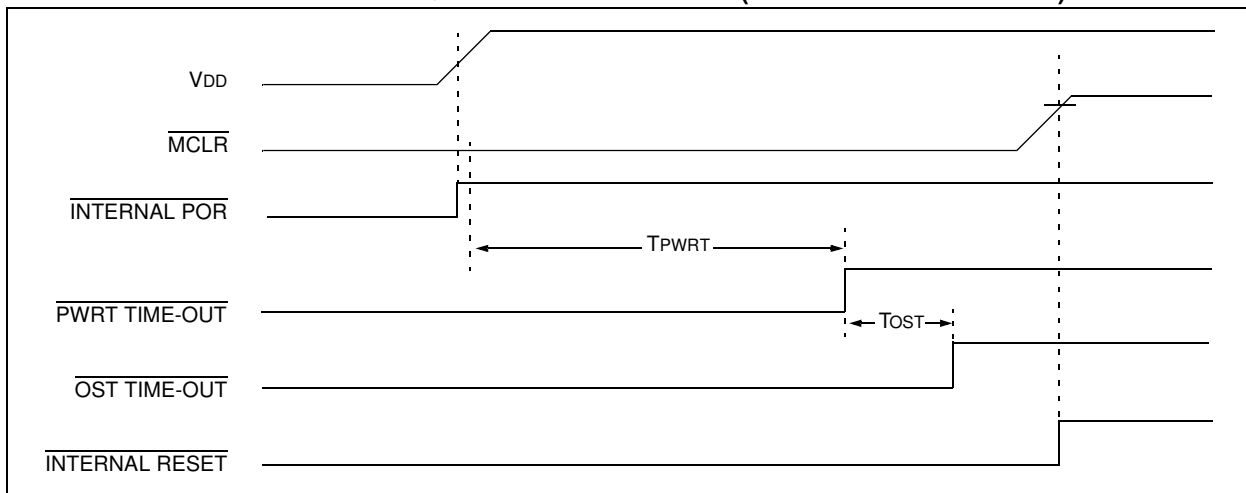 VDD
MCLR
INTERNAL POR
TPWRT
PWRT TIME-OUT
TOST
OST TIME-OUT
INTERNAL RESET